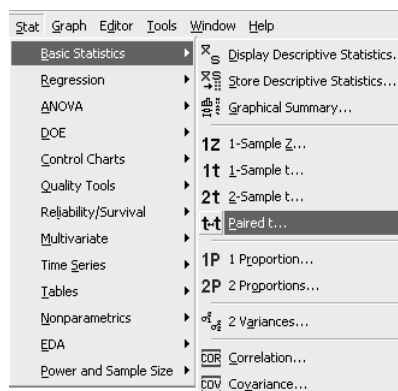 Stat Graph Editor Tools Window Help
Basic Statistics
Regression
ANOVA
DOE
Control Charts
Quality Tools
Reliability/Survival
Multivariate
Time Series
Tables
Nonparametrics
EDA
Power and Sample Size
Display Descriptive Statistics.
Store Descriptive Statistics...
Graphical Summary...
1Z 1-Sample Z...
1t 1-Sample t...
2t 2-Sample t...
t-t Paired t...
1P 1 Proportion...
2P 2 Proportions...
2 Variances...
COR Correlation...
COV Covariance...